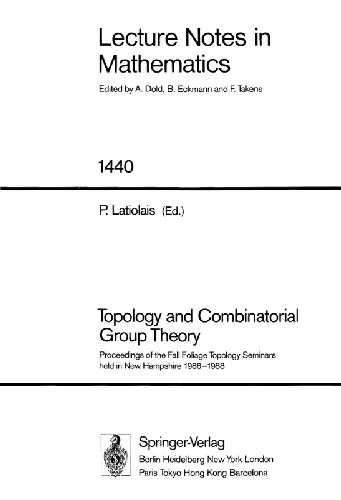 Lecture Notes in
Mathematics
Edited by A. Dold, B. Eckmann and F. Takens
1440
P. Latiolais (Ed.)
Topology and Combinatorial
Group Theory
Proceedings of the Fall Foliage Topology Seminars
held in New Hampshire 1986–1988
Springer-Verlag
Berlin Heidelberg New York London
Paris Tokyo Hong Kong Barcelona